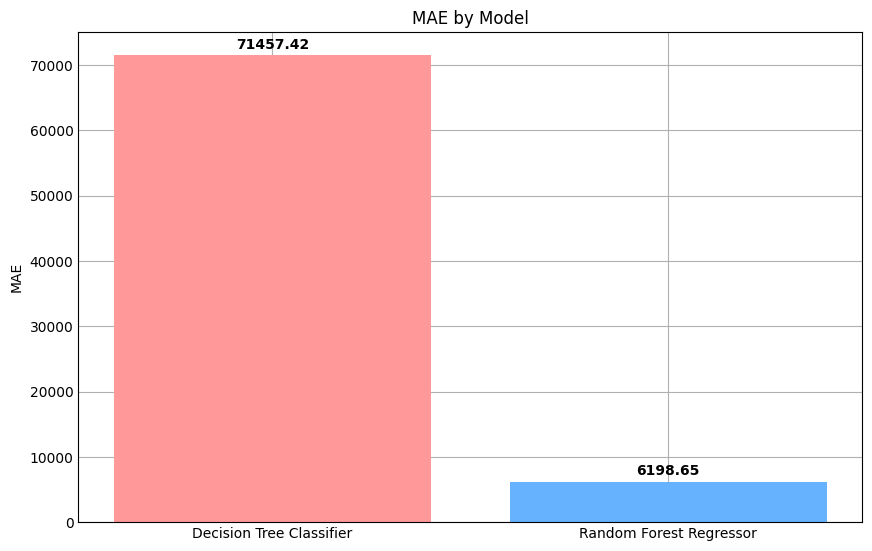 MAE by Model
71457.42
70000
60000
50000
40000
30000
20000
10000
0
MAE
6198.65
Decision Tree Classifier
Random Forest Regressor